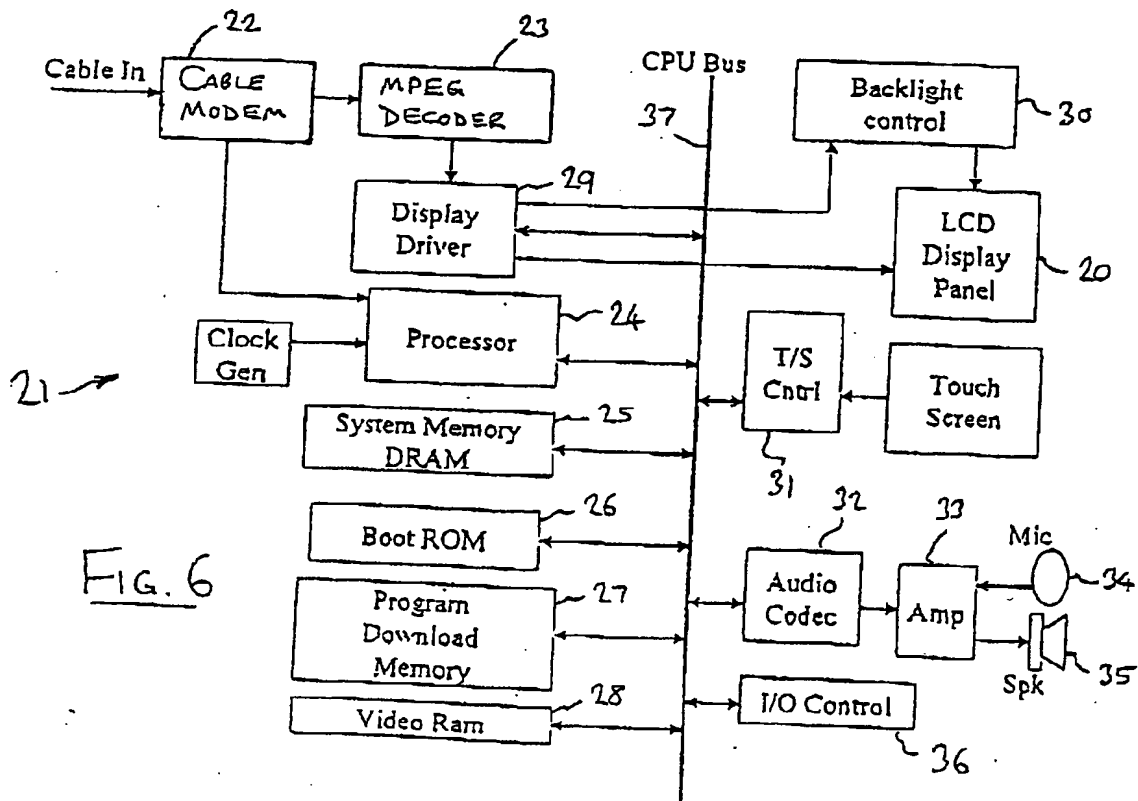 22
23
Cable In
CABLE
MODEM
MPEG
DECODER
CPU Bus
37
Backlight
control
30
29
Display
Driver
LCD
Display
Panel
20
24
Processor
Clock
Gen
21
T/S
Cntrl
31
Touch
Screen
25
System Memory
DRAM
26
Boot ROM
FIG. 6
27
Program
Download
Memory
28
Video Ram
32
Audio
Codec
33
Amp
Mic
34
Spk
35
I/O Control
36